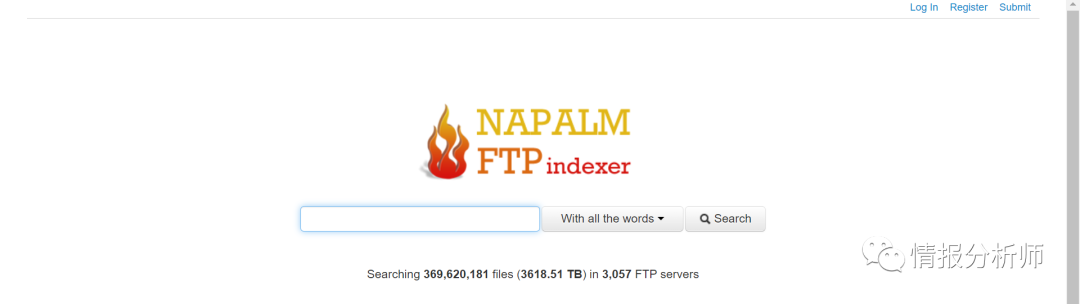 Log In Register Submit
NAPALM
FTP indexer
With all the words Search
情报分析师
Searching 369,620,181 files (3618.51 TB) in 3,057 FTP servers